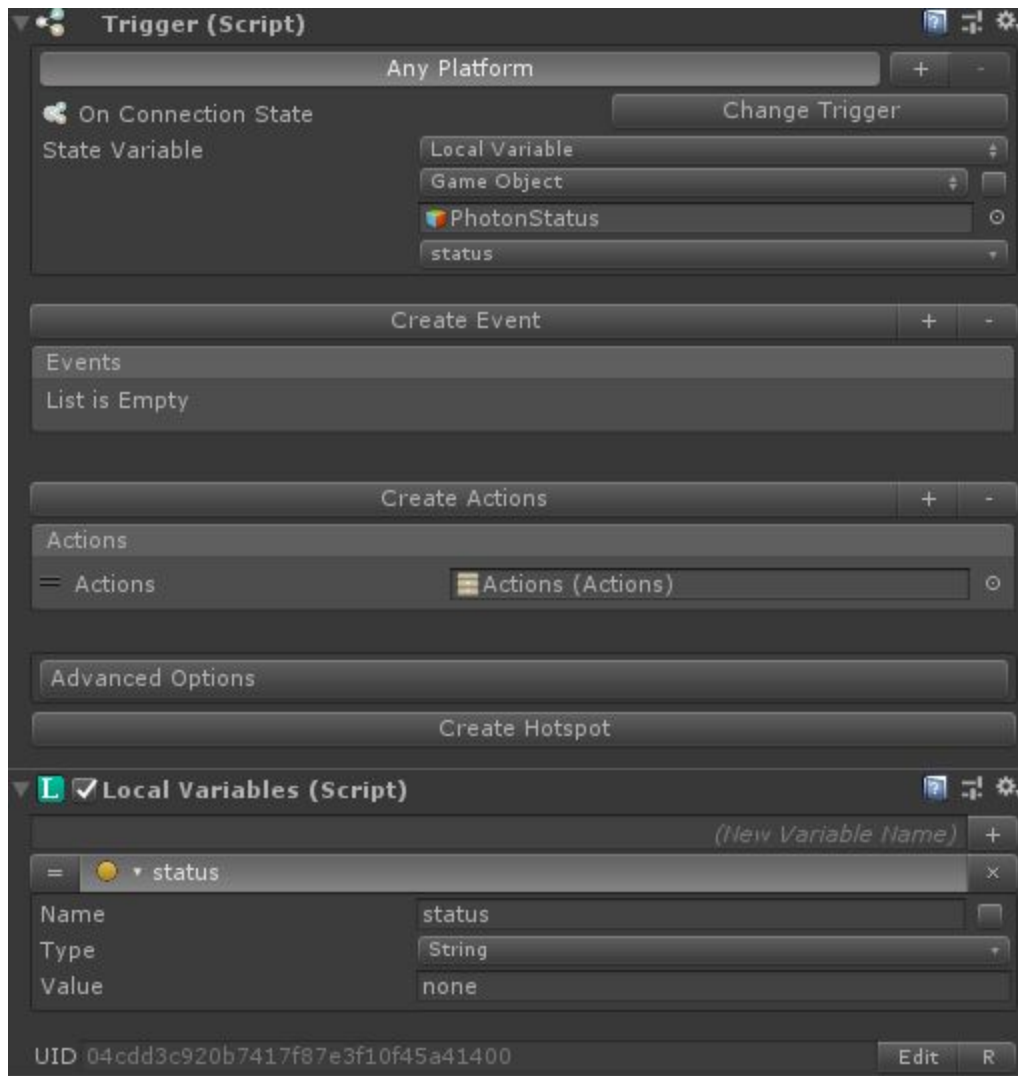 Trigger (Script)
Any Platform + -
On Connection State Change Trigger
State Variable Local Variable
Game Object
PhotonStatus
status
Create Event + -
Events
List is Empty
Create Actions + -
Actions
= Actions Actions (Actions)
Advanced Options
Create Hotspot
L Local Variables (Script)
(New Variable Name) +
= status ×
Name status
Type String
Value none
UID 04cdd3c920b7417f87e3f10f45a41400 Edit R